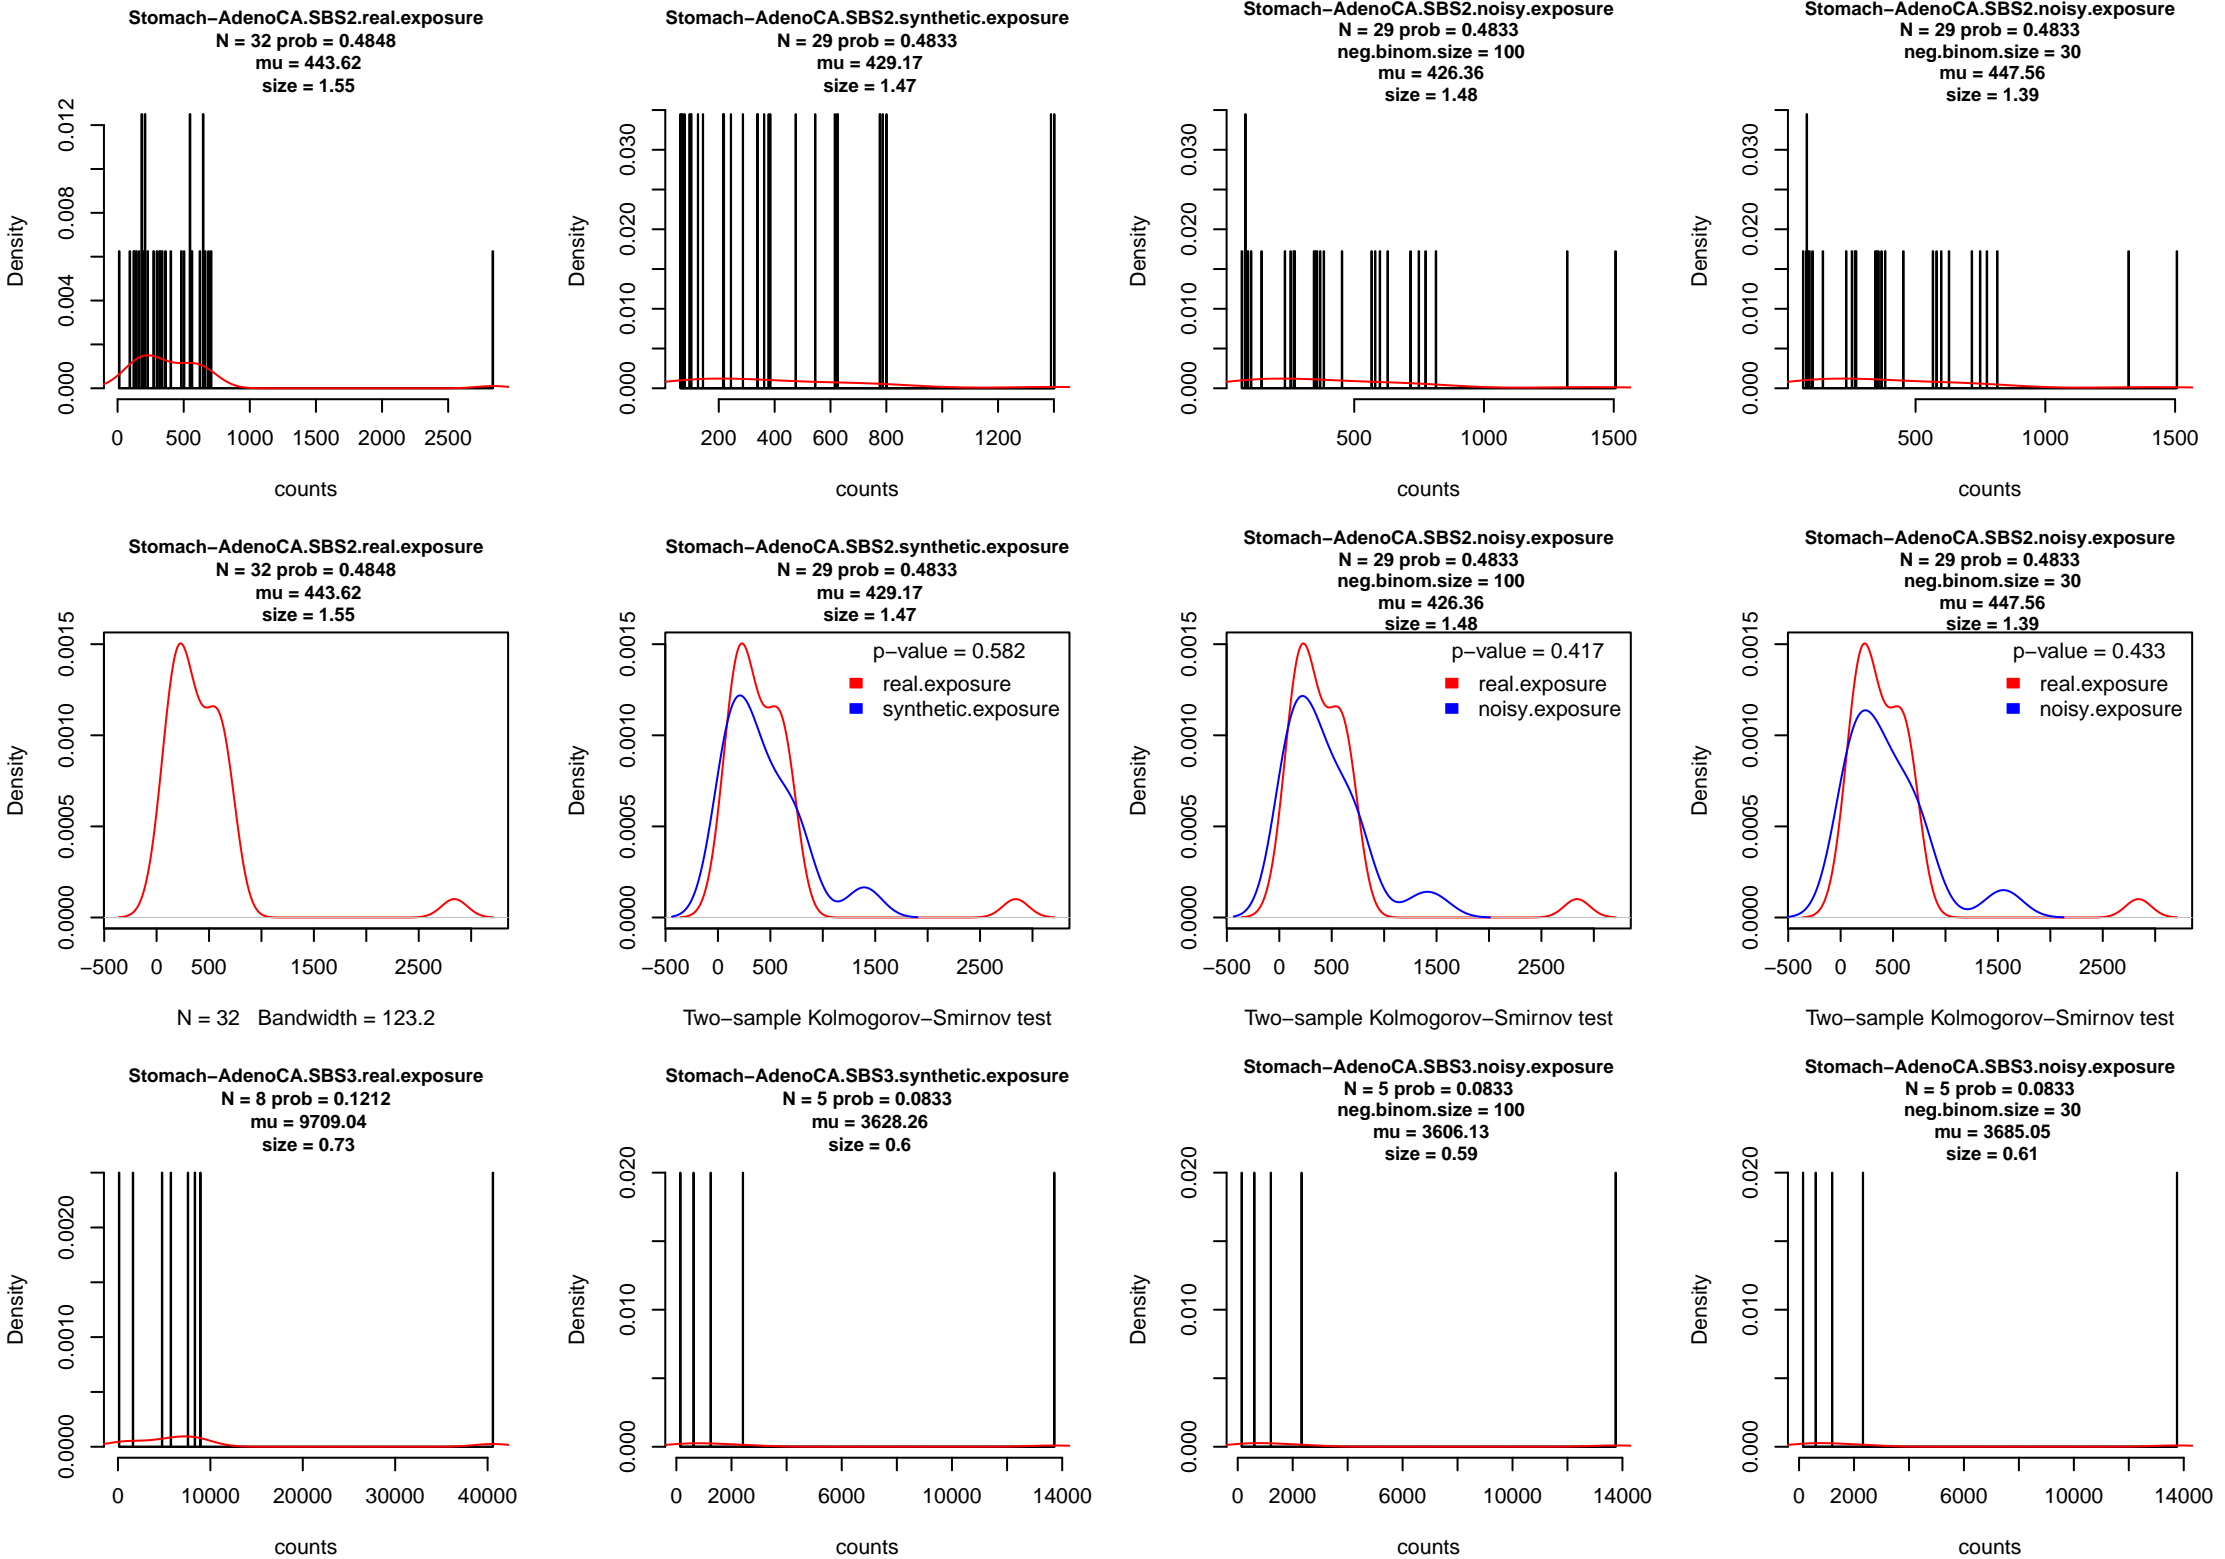 Stomach−AdenoCA.SBS2.real.exposure
N = 32 prob = 0.4848
mu = 443.62
size = 1.55
Density
0.000 0.004 0.008 0.012
0 500 1000 1500 2000 2500
counts
Stomach−AdenoCA.SBS2.synthetic.exposure
N = 29 prob = 0.4833
mu = 429.17
size = 1.47
Density
0.000 0.010 0.020 0.030
200 400 600 800 1200
counts
Stomach−AdenoCA.SBS2.noisy.exposure
N = 29 prob = 0.4833
neg.binom.size = 100
mu = 426.36
size = 1.48
Density
0.000 0.010 0.020 0.030
500 1000 1500
counts
Stomach−AdenoCA.SBS2.noisy.exposure
N = 29 prob = 0.4833
neg.binom.size = 30
mu = 447.56
size = 1.39
Density
0.000 0.010 0.020 0.030
500 1000 1500
counts
Stomach−AdenoCA.SBS2.real.exposure
N = 32 prob = 0.4848
mu = 443.62
size = 1.55
Density
0.0000 0.0005 0.0010 0.0015
−500 0 500 1500 2500
N = 32 Bandwidth = 123.2
Stomach−AdenoCA.SBS2.synthetic.exposure
N = 29 prob = 0.4833
mu = 429.17
size = 1.47
p−value = 0.582
real.exposure
synthetic.exposure
Density
0.0000 0.0005 0.0010 0.0015
−500 0 500 1500 2500
Two−sample Kolmogorov−Smirnov test
Stomach−AdenoCA.SBS2.noisy.exposure
N = 29 prob = 0.4833
neg.binom.size = 100
mu = 426.36
size = 1.48
p−value = 0.417
real.exposure
noisy.exposure
Density
0.0000 0.0005 0.0010 0.0015
−500 0 500 1500 2500
Two−sample Kolmogorov−Smirnov test
Stomach−AdenoCA.SBS2.noisy.exposure
N = 29 prob = 0.4833
neg.binom.size = 30
mu = 447.56
size = 1.39
p−value = 0.433
real.exposure
noisy.exposure
Density
0.0000 0.0005 0.0010 0.0015
−500 0 500 1500 2500
Two−sample Kolmogorov−Smirnov test
Stomach−AdenoCA.SBS3.real.exposure
N = 8 prob = 0.1212
mu = 9709.04
size = 0.73
Density
0.0000 0.0010 0.0020
0 10000 20000 30000 40000
counts
Stomach−AdenoCA.SBS3.synthetic.exposure
N = 5 prob = 0.0833
mu = 3628.26
size = 0.6
Density
0.000 0.010 0.020
0 2000 6000 10000 14000
counts
Stomach−AdenoCA.SBS3.noisy.exposure
N = 5 prob = 0.0833
neg.binom.size = 100
mu = 3606.13
size = 0.59
Density
0.000 0.010 0.020
0 2000 6000 10000 14000
counts
Stomach−AdenoCA.SBS3.noisy.exposure
N = 5 prob = 0.0833
neg.binom.size = 30
mu = 3685.05
size = 0.61
Density
0.000 0.010 0.020
0 2000 6000 10000 14000
counts